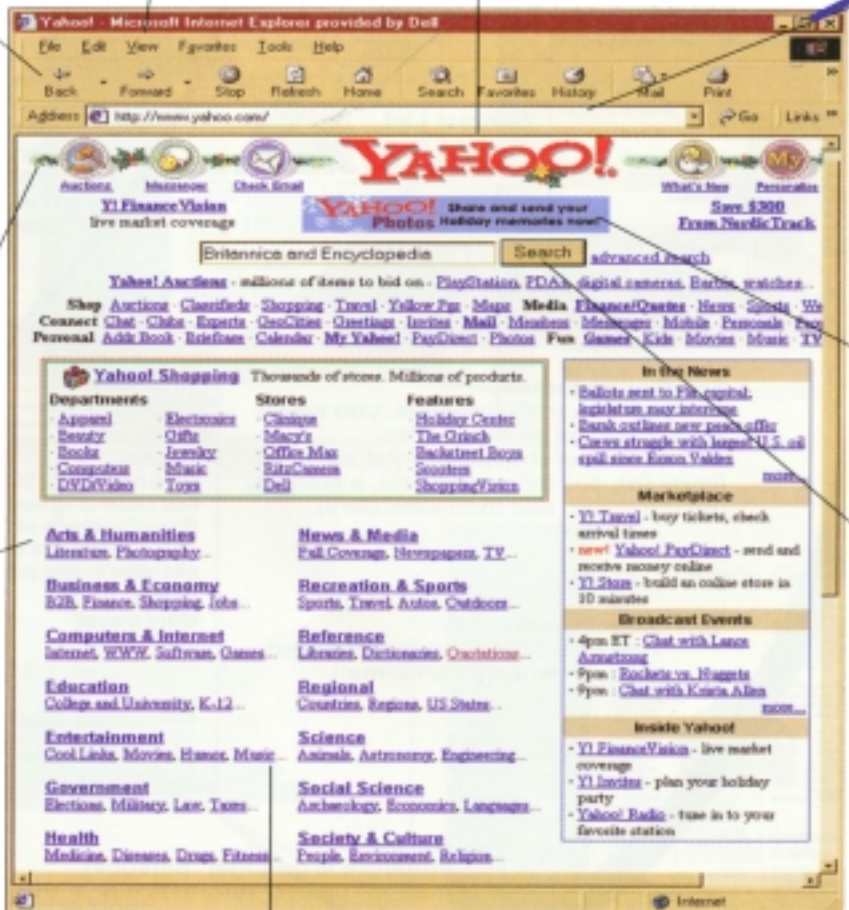 Yahoo! - Microsoft Internet Explorer provided by Dell
File Edit View Favorites Tools Help
Back Forward Stop Refresh Home Search Favorites History Mail Print
Address http://www.yahoo.com/ Go Links
Auctions Messenger Check Email YAHOO! What's New Personalize
My
Y! FinanceVision
live market coverage
YAHOO! Photos Share and send your Holiday memories now!
Save $300
From NordicTrack
Britannica and Encyclopedia Search advanced search
Yahoo! Auctions - millions of items to bid on - PlayStation, PDAs, digital cameras, Barbie, watches...
Shop Auctions · Classifieds · Shopping · Travel · Yellow Pgs · Maps Media Finance/Quotes · News · Sports · We
Connect Chat · Clubs · Experts · GeoCities · Greetings · Invites · Mail · Members · Messenger · Mobile · Personals ·
Personal Addr Book · Briefcase · Calendar · My Yahoo! · PayDirect · Photos Fun Games · Kids · Movies · Music · TV
Yahoo! Shopping Thousands of stores. Millions of products.
Departments Stores Features
· Apparel · Electronics · Clinique · Holiday Center
· Beauty · Gifts · Macy's · The Grinch
· Books · Jewelry · Office Max · Backstreet Boys
· Computers · Music · RitzCamera · Scooters
· DVD/Video · Toys · Dell · ShoppingVision
Arts & Humanities
Literature, Photography...
News & Media
Full Coverage, Newspapers, TV...
Business & Economy
B2B, Finance, Shopping, Jobs...
Recreation & Sports
Sports, Travel, Autos, Outdoors...
Computers & Internet
Internet, WWW, Software, Games...
Reference
Libraries, Dictionaries, Quotations...
Education
College and University, K-12...
Regional
Countries, Regions, US States...
Entertainment
Cool Links, Movies, Humor, Music...
Science
Animals, Astronomy, Engineering...
Government
Elections, Military, Law, Taxes...
Social Science
Archaeology, Economics, Languages...
Health
Medicine, Diseases, Drugs, Fitness...
Society & Culture
People, Environment, Religion...
In the News
· Ballots sent to Fla. capital;
legislature may intervene
· Barak outlines new peace offer
· Crews struggle with largest U.S. oil
spill since Exxon Valdez
more...
Marketplace
· Y! Travel - buy tickets, check
arrival times
· new! Yahoo! PayDirect - send and
receive money online
· Y! Store - build an online store in
10 minutes
Broadcast Events
· 4pm ET : Chat with Lance
Armstrong
· 9pm : Rockets vs. Nuggets
· 9pm : Chat with Krista Allen
more...
Inside Yahoo!
· Y! FinanceVision - live market
coverage
· Y! Invites - plan your holiday
party
· Yahoo! Radio - tune in to your
favorite station
Internet